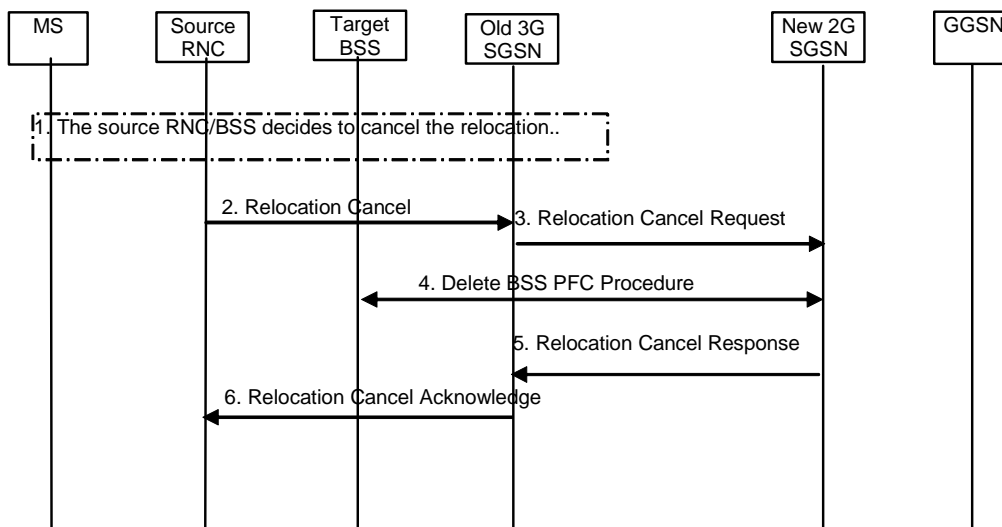 MS
Source
RNC
Target
BSS
Old 3G
SGSN
New 2G
SGSN
GGSN
1. The source RNC/BSS decides to cancel the relocation..
2. Relocation Cancel
3. Relocation Cancel Request
4. Delete BSS PFC Procedure
5. Relocation Cancel Response
6. Relocation Cancel Acknowledge